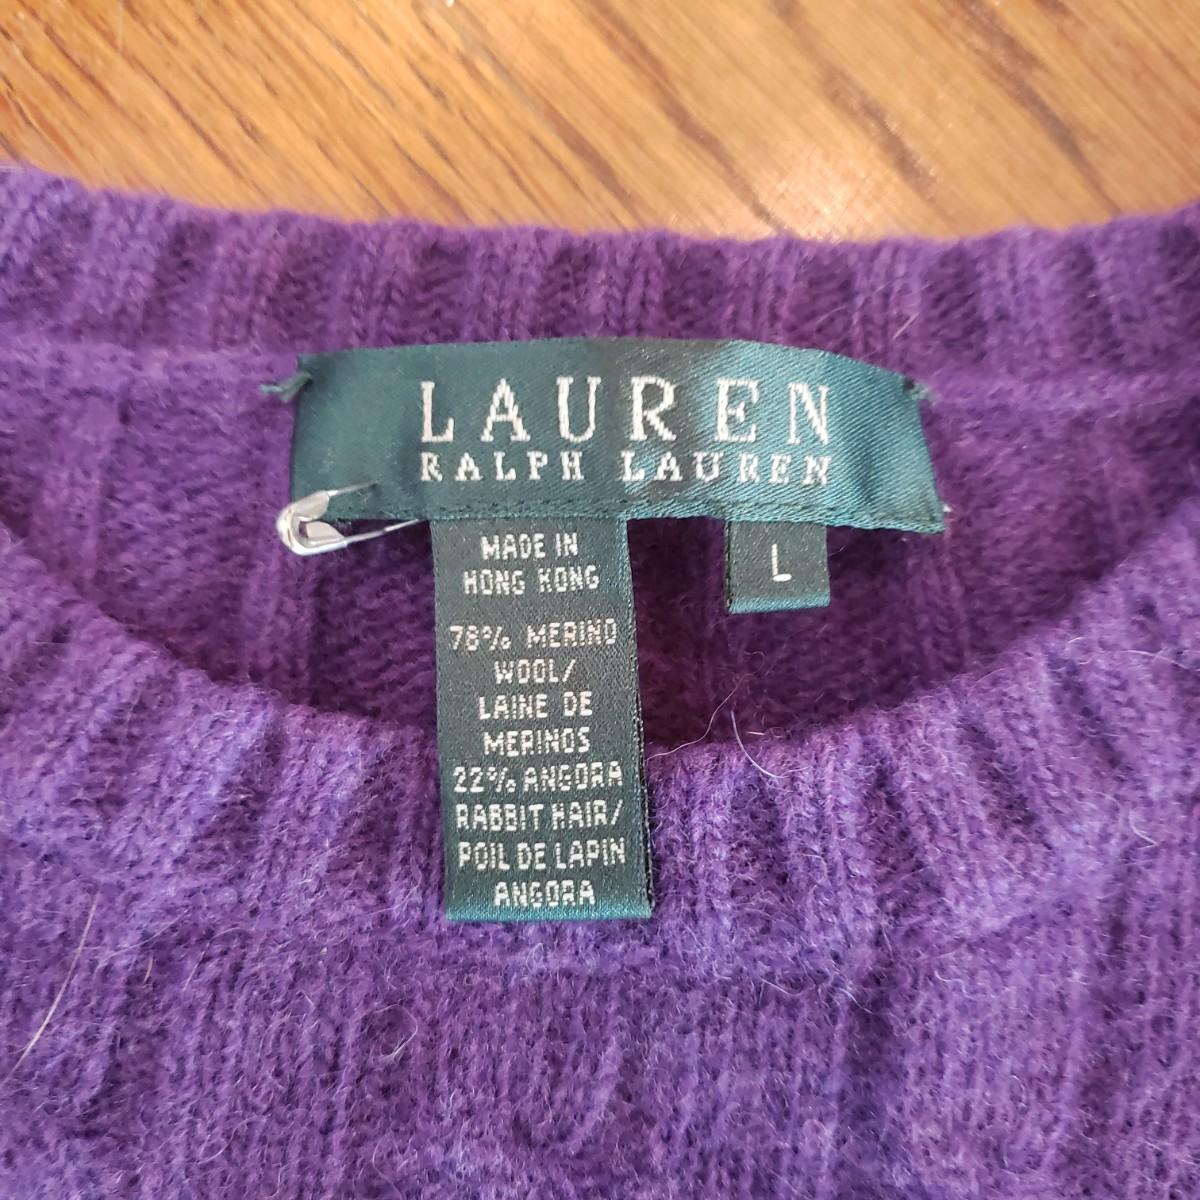 LAUREN
RALPH LAUREN
MADE IN
HONG KONG
78% MERINO
WOOL/
LAINE DE
MERINOS
22% ANGORA
RABBIT HAIR/
POIL DE LAPIN
ANGORA
L